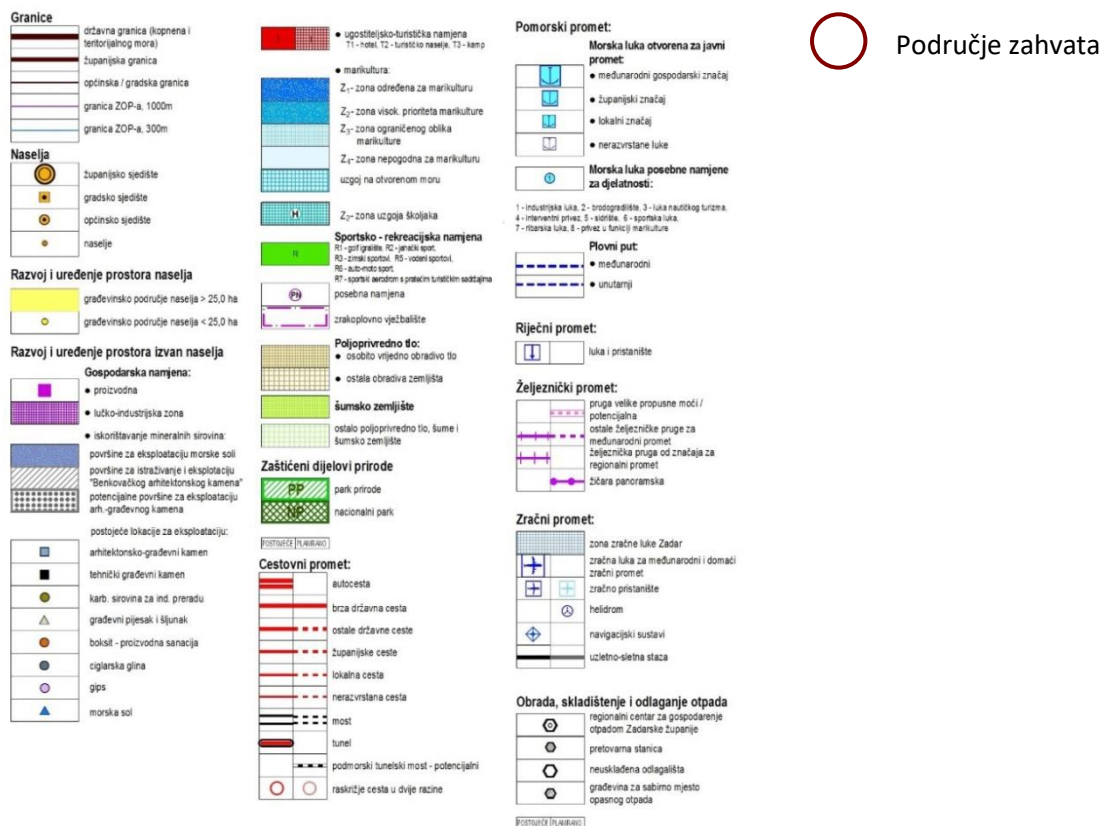 Granice
državna granica (kopnena i
teritorijalnog mora)
županijska granica
općinska / gradska granica
granica ZOP-a, 1000m
granica ZOP-a, 300m
Naselja
županijsko sjedište
gradsko sjedište
općinsko sjedište
naselje
Razvoj i uređenje prostora naselja
građevinsko područje naselja > 25,0 ha
građevinsko područje naselja < 25,0 ha
Razvoj i uređenje prostora izvan naselja
Gospodarska namjena:
● proizvodna
● lučko-industrijska zona
● iskorištavanje mineralnih sirovina:
površine za eksploataciju morske soli
površine za istraživanje i eksplotaciju
"Benkovačkog arhitektonskog kamena"
potencijalne površine za eksploataciju
arh.-građevnog kamena
postojeće lokacije za eksploataciju:
arhitektonsko-građevni kamen
tehnički građevni kamen
karb. sirovina za ind. preradu
građevni pijesak i šljunak
boksit - proizvodna sanacija
ciglarska glina
gips
morska sol
● ugostiteljsko-turistička namjena
T1 - hotel, T2 - turističko naselje, T3 - kamp
● marikultura:
Z1- zona određena za marikulturu
Z2- zona visok. prioriteta marikulture
Z3- zona ograničenog oblika
marikulture
Z4- zona nepogodna za marikulturu
uzgoj na otvorenom moru
H
Z2- zona uzgoja školjaka
Sportsko - rekreacijska namjena
R
R1 - golf igralište, R2 - jahački sport,
R3 - zimski sportovi, R5 - vodeni sportovi,
R6 - auto-moto sport,
R7 - sportski aerodrom s pratećim turističkim sadržajima
PN
posebna namjena
zrakoplovno vježbalište
Poljoprivredno tlo:
● osobito vrijedno obradivo tlo
● ostala obradiva zemljišta
šumsko zemljište
ostalo poljoprivredno tlo, šume i
šumsko zemljište
Zaštićeni dijelovi prirode
PP
park prirode
NP
nacionalni park
POSTOJEĆE PLANIRANO
Cestovni promet:
autocesta
brza državna cesta
ostale državne ceste
županijske ceste
lokalna cesta
nerazvrstana cesta
most
tunel
podmorski tunelski most - potencijalni
raskrižje cesta u dvije razine
Pomorski promet:
Morska luka otvorena za javni
promet:
● međunarodni gospodarski značaj
● županijski značaj
● lokalni značaj
● nerazvrstane luke
Morska luka posebne namjene
za djelatnosti:
1 - industrijska luka, 2 - brodogradilište, 3 - luka nautičkog turizma,
4 - interventni privez, 5 - sidrište, 6 - sportska luka,
7 - ribarska luka, 8 - privez u funkciji marikulture
Plovni put:
● međunarodni
● unutarnji
Riječni promet:
luka i pristanište
Željeznički promet:
pruga velike propusne moći /
potencijalna
ostale željezničke pruge za
međunarodni promet
željeznička pruga od značaja za
regionalni promet
žičara panoramska
Zračni promet:
zona zračne luke Zadar
zračna luka za međunarodni i domaći
zračni promet
zračno pristanište
helidrom
navigacijski sustavi
uzletno-sletna staza
Obrada, skladištenje i odlaganje otpada
regionalni centar za gospodarenje
otpadom Zadarske županije
pretovarna stanica
neusklađena odlagališta
građevina za sabirno mjesto
opasnog otpada
POSTOJEĆE PLANIRANO
Područje zahvata